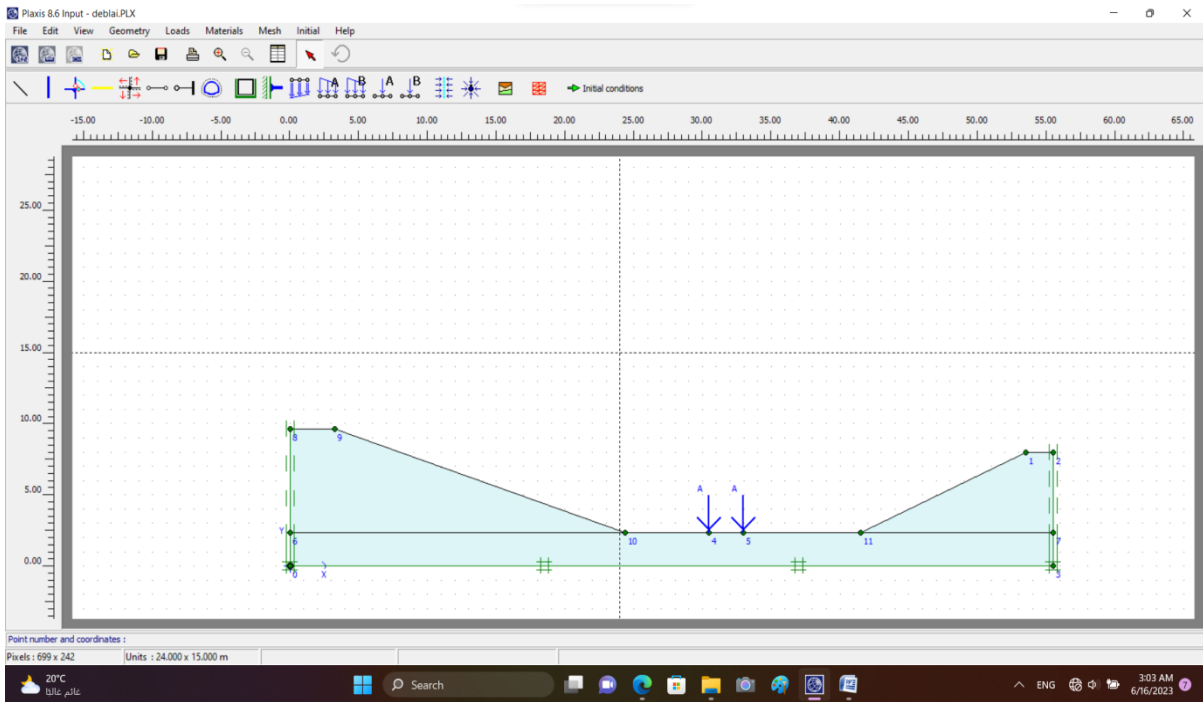 Plaxis 8.6 Input - deblai.PLX
File Edit View Geometry Loads Materials Mesh Initial Help
A B A B Initial conditions
-15.00 -10.00 -5.00 0.00 5.00 10.00 15.00 20.00 25.00 30.00 35.00 40.00 45.00 50.00 55.00 60.00 65.00
25.00
20.00
15.00
10.00
8 9
1 2
5.00
A A
Y
6 10 4 5 11 7
0.00
0 X 3
Point number and coordinates :
Pixels : 699 x 242 Units : 24.000 x 15.000 m
20°C
غائم غالبًا
Search
ENG
3:03 AM
6/16/2023
7